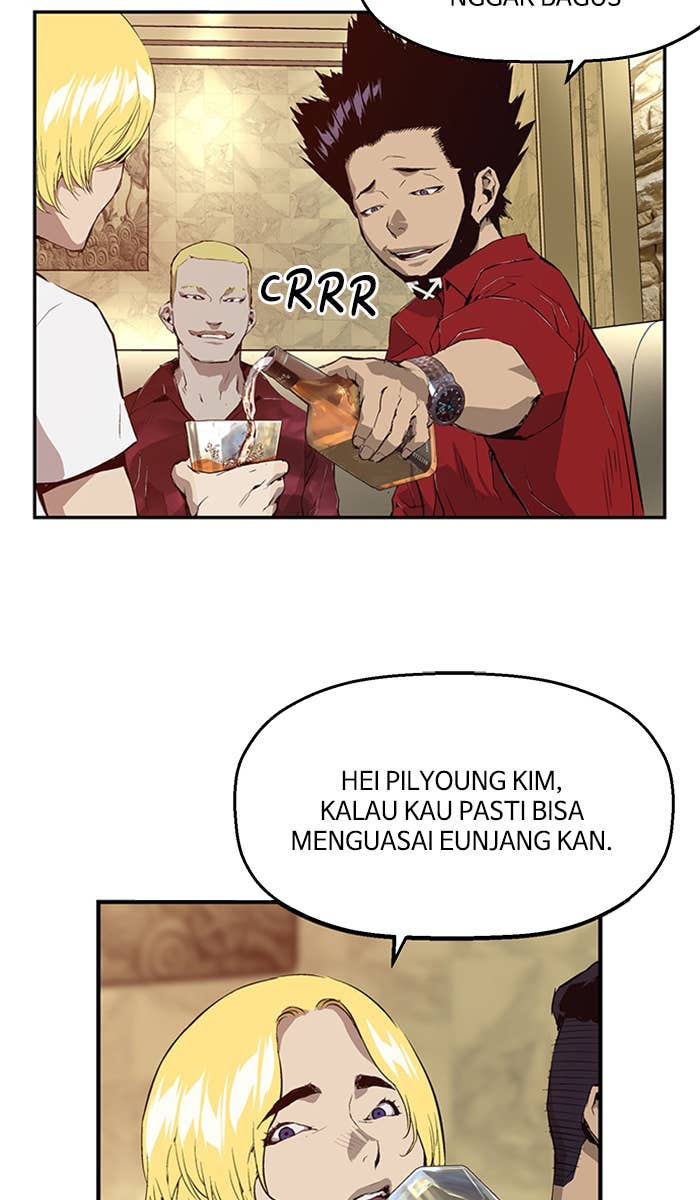 NGGAK BAGUS
CRRR
HEI PILYOUNG KIM,
KALAU KAU PASTI BISA
MENGUASAI EUNJANG KAN.